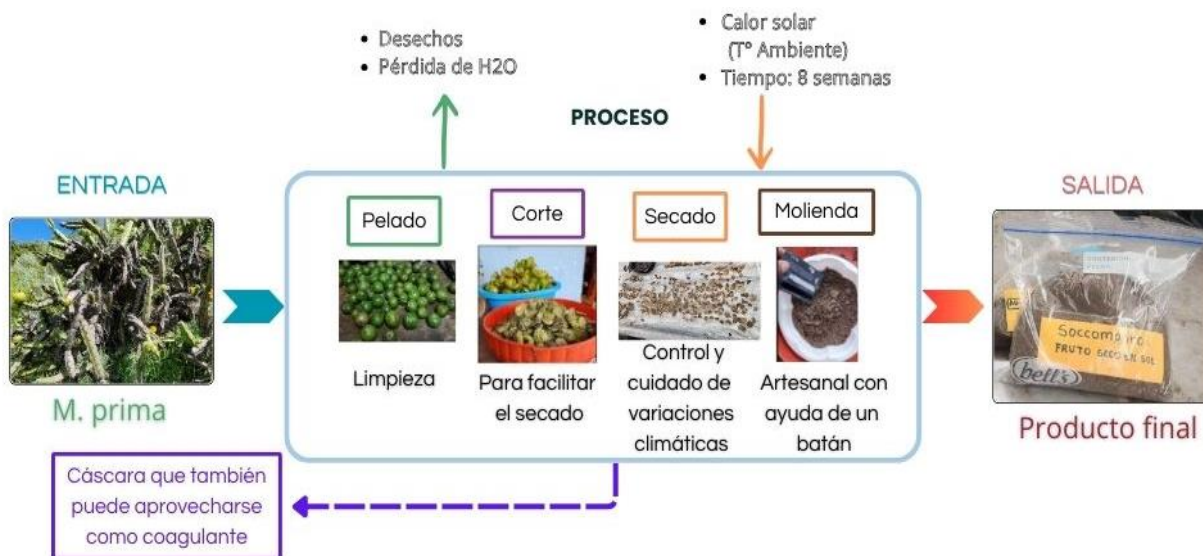 • Desechos
• Pérdida de H2O
• Calor solar
(T° Ambiente)
• Tiempo: 8 semanas
PROCESO
ENTRADA
SALIDA
Pelado
Corte
Secado
Molienda
Limpieza
Para facilitar
el secado
Control y
cuidado de
variaciones
climáticas
Artesanal con
ayuda de un
batán
M. prima
FRUTO SECO EN SOL
bell's
Producto final
Cáscara que también
puede aprovecharse
como coagulante